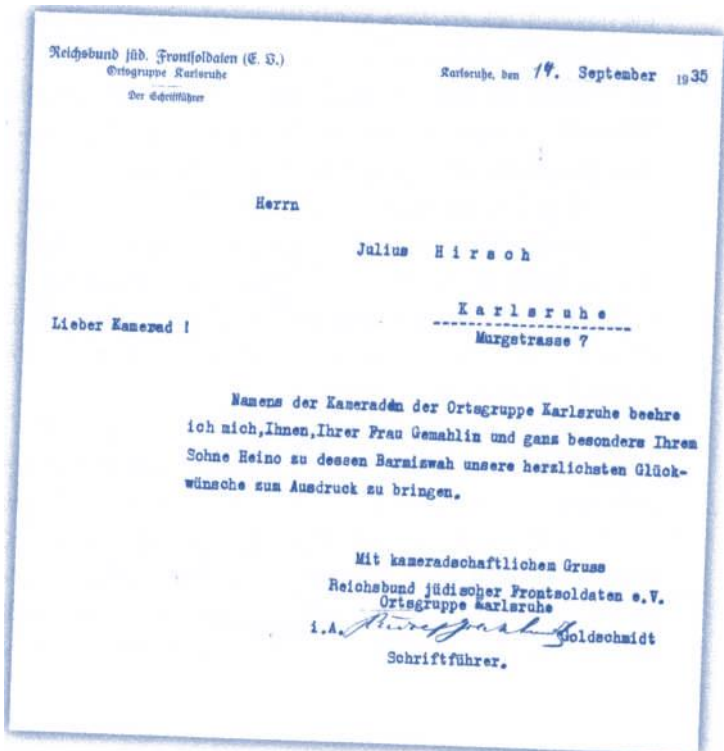 Reichsbund jüd. Frontsoldaten (E. V.)
Ortsgruppe Karlsruhe
Der Schriftführer
Karlsruhe, den 14. September 1935
Herrn
Julius Hirsch
Karlsruhe
Murgstrasse 7
Lieber Kamerad !
Namens der Kameraden der Ortsgruppe Karlsruhe beehre
ich mich,Ihnen,Ihrer Frau Gemahlin und ganz besonders Ihrem
Sohne Heino zu dessen Barmizwah unsere herzlichsten Glück-
wünsche zum Ausdruck zu bringen.
Mit kameradschaftlichem Gruss
Reichsbund jüdischer Frontsoldaten e.V.
Ortsgruppe Karlsruhe
i.A. Goldschmidt
Schriftführer.